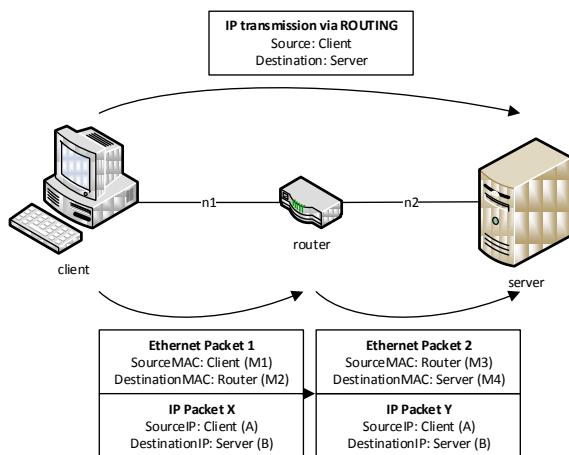 IP transmission via ROUTING
Source: Client
Destination: Server
n1
n2
router
client
server
Ethernet Packet 1
SourceMAC: Client (M1)
DestinationMAC: Router (M2)
IP Packet X
SourceIP: Client (A)
DestinationIP: Server (B)
Ethernet Packet 2
SourceMAC: Router (M3)
DestinationMAC: Server (M4)
IP Packet Y
SourceIP: Client (A)
DestinationIP: Server (B)